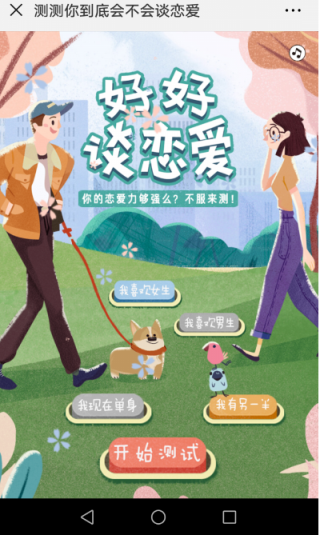 测测你到底会不会谈恋爱
好好
谈恋爱
你的恋爱力够强么？不服来测！
我喜欢女生
我喜欢男生
我现在单身
我有另一半
开始测试